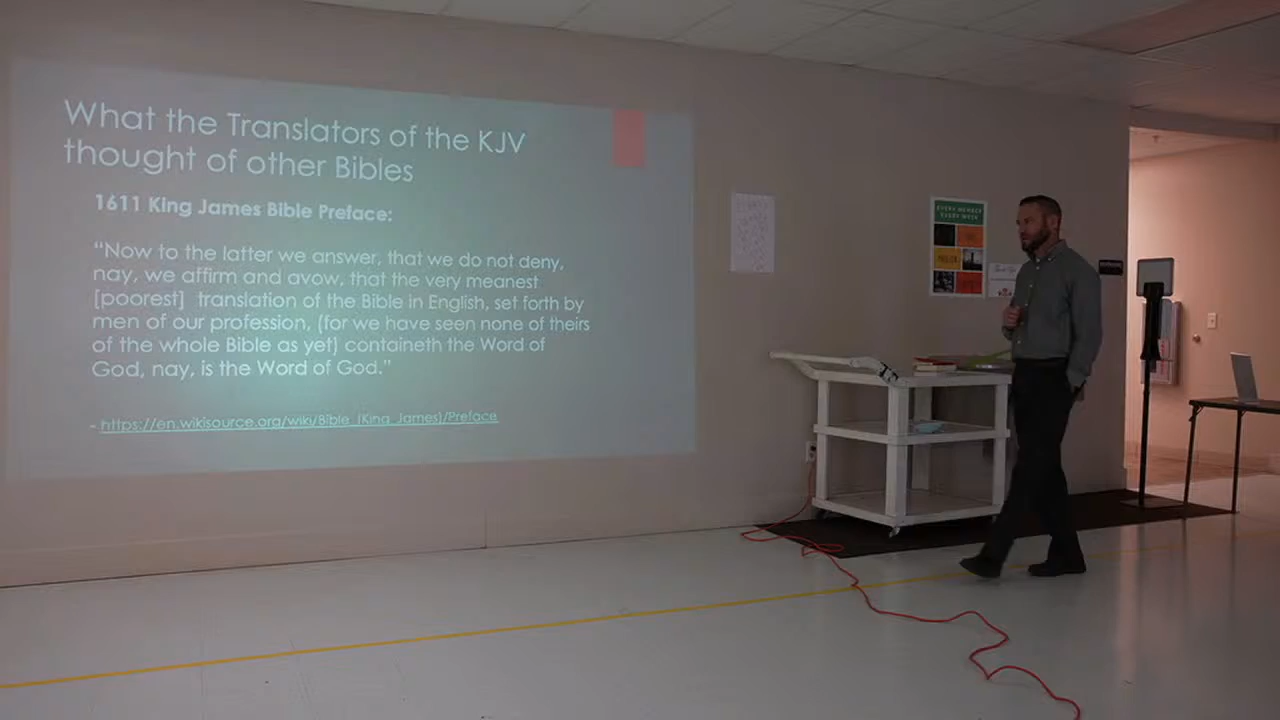 What the Translators of the KJV
thought of other Bibles
1611 King James Bible Preface:
“Now to the latter we answer, that we do not deny,
nay, we affirm and avow, that the very meanest
[poorest] translation of the Bible in English, set forth by
men of our profession, (for we have seen none of theirs
of the whole Bible as yet) containeth the Word of
God, nay, is the Word of God.”
- https://en.wikisource.org/wiki/Bible_(King_James)/Preface
EVERY MEMBER
EVERY WEEK